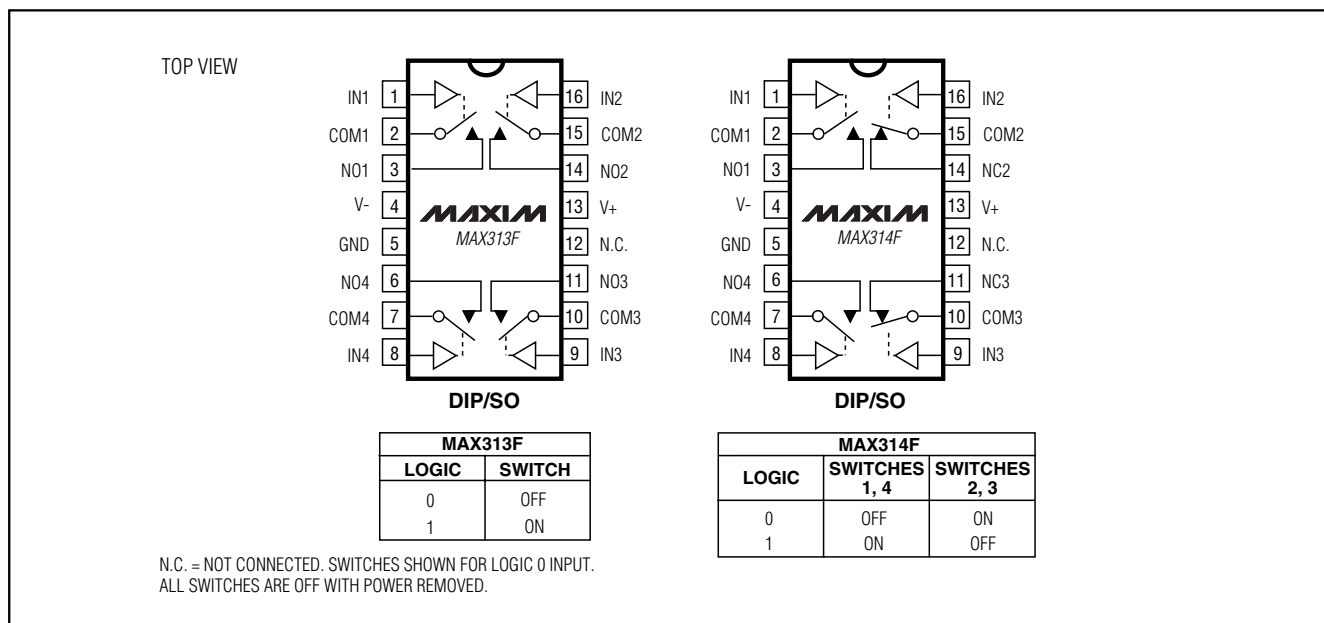 TOP VIEW
IN1 1 16 IN2
COM1 2 15 COM2
NO1 3 14 NO2
V- 4 13 V+
MAXIM
GND 5 MAX313F 12 N.C.
NO4 6 11 NO3
COM4 7 10 COM3
IN4 8 9 IN3
DIP/SO
IN1 1 16 IN2
COM1 2 15 COM2
NO1 3 14 NC2
V- 4 13 V+
MAXIM
GND 5 MAX314F 12 N.C.
NO4 6 11 NC3
COM4 7 10 COM3
IN4 8 9 IN3
DIP/SO
MAX313F
LOGIC SWITCH
0 OFF
1 ON
MAX314F
LOGIC SWITCHES 1, 4 SWITCHES 2, 3
0 OFF ON
1 ON OFF
N.C. = NOT CONNECTED. SWITCHES SHOWN FOR LOGIC 0 INPUT.
ALL SWITCHES ARE OFF WITH POWER REMOVED.